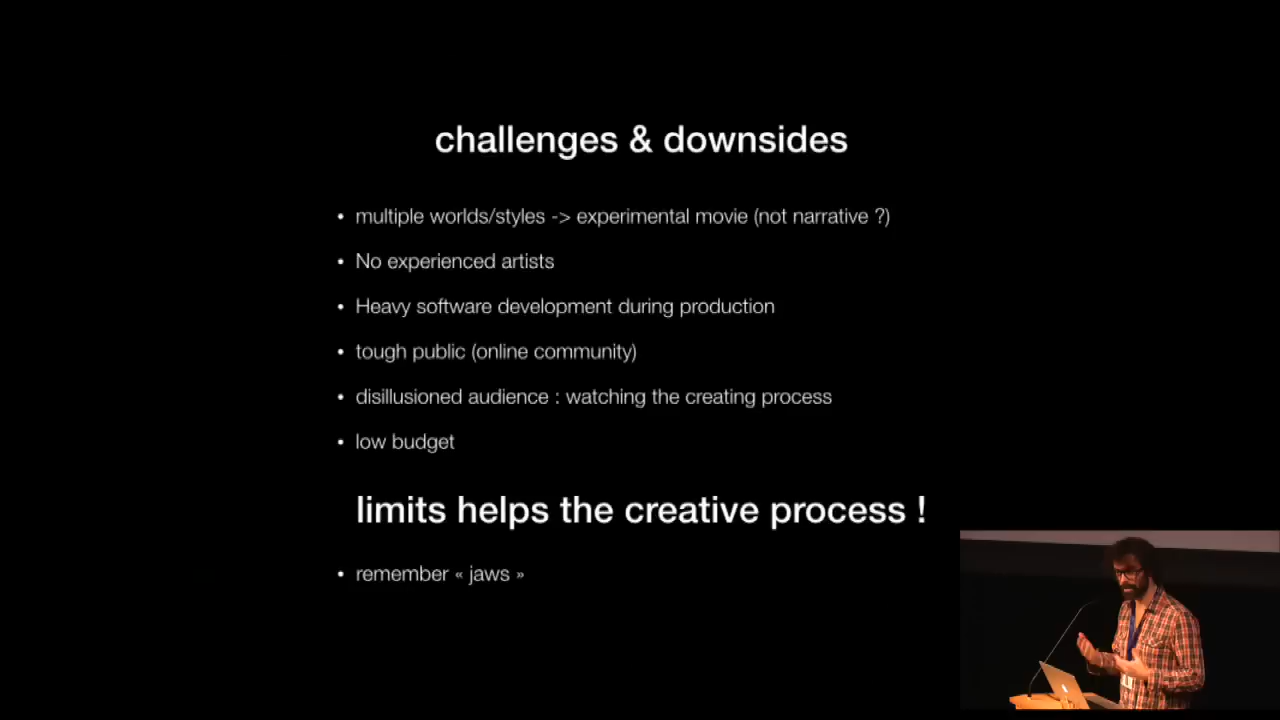 challenges & downsides
• multiple worlds/styles -> experimental movie (not narrative ?)
• No experienced artists
• Heavy software development during production
• tough public (online community)
• disillusioned audience : watching the creating process
• low budget
limits helps the creative process !
• remember « jaws »